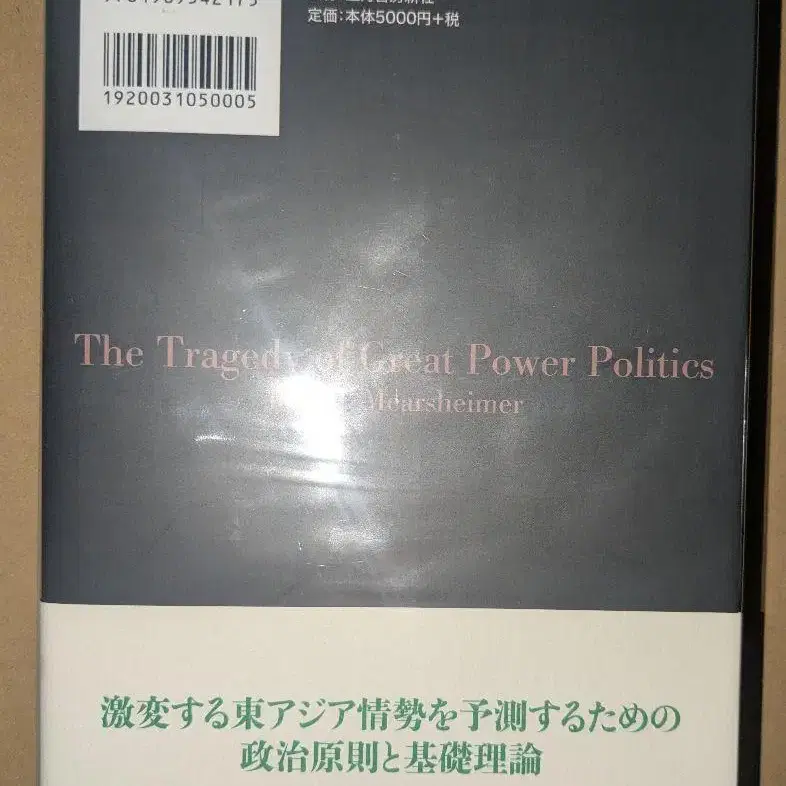 定価:本体5000円+税
1920031050005
The Tragedy of Great Power Politics
Mearsheimer
激変する東アジア情勢を予測するための
政治原則と基礎理論